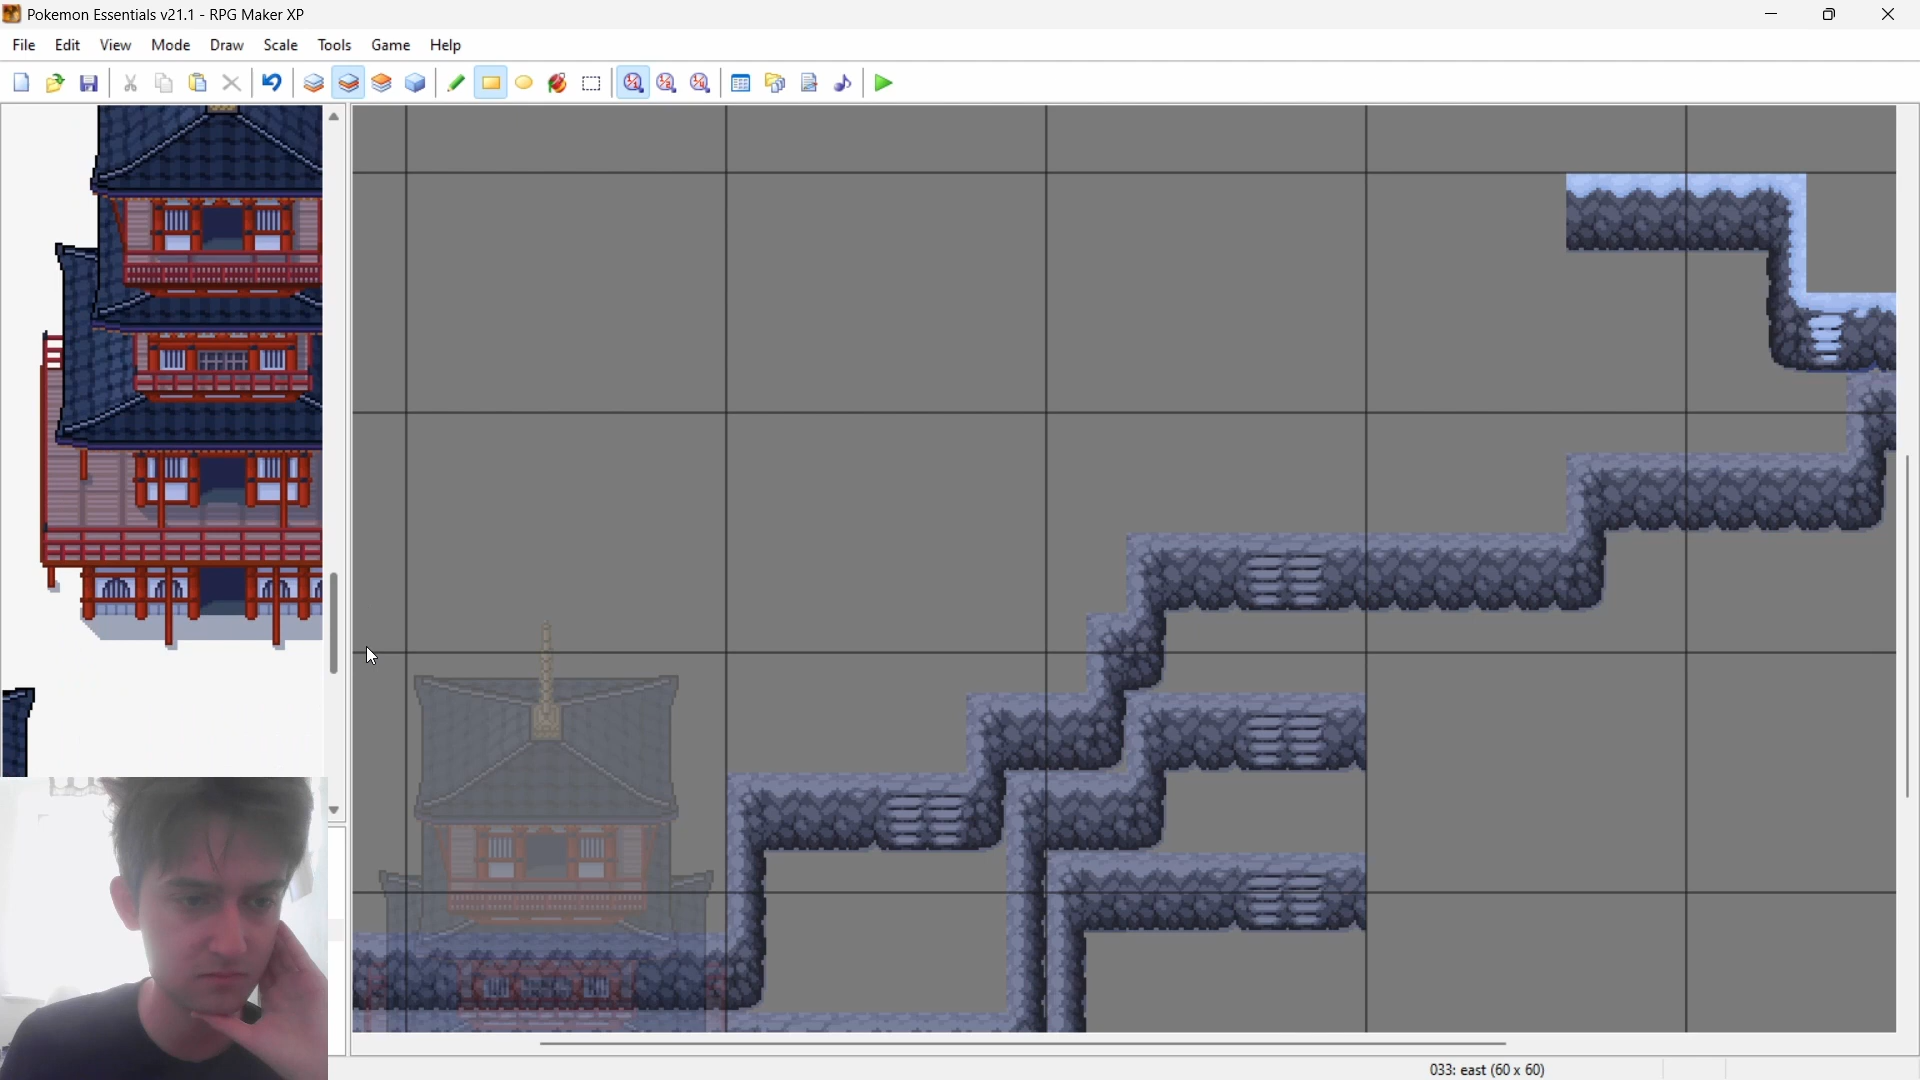 Pokemon Essentials v21.1 - RPG Maker XP
File Edit View Mode Draw Scale Tools Game Help
033: east (60 x 60)